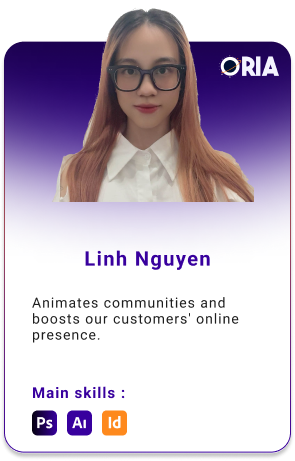 ORIA
Linh Nguyen
Animates communities and
boosts our customers' online
presence.
Main skills :
Ps Ai Id